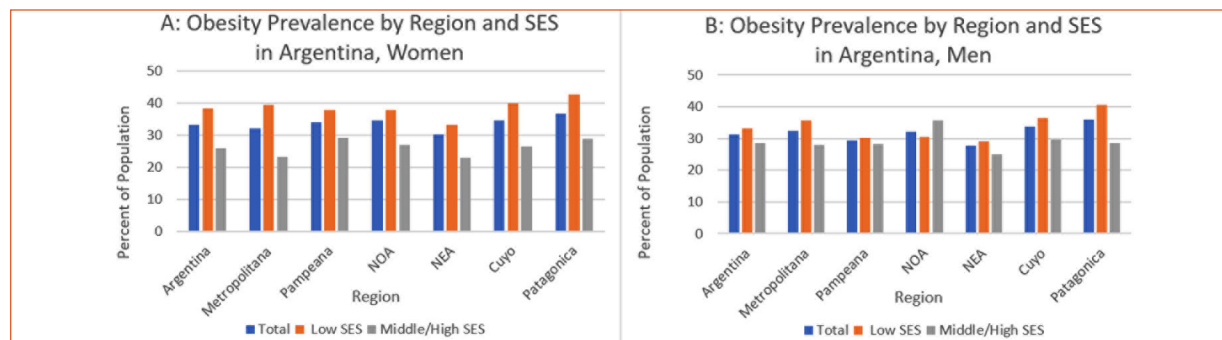 A: Obesity Prevalence by Region and SES
in Argentina, Women
50
40
30
20
10
0
Percent of Population
Argentina
Metropolitana
Pampeana
NOA
NEA
Cuyo
Patagonica
Region
Total
Low SES
Middle/High SES
B: Obesity Prevalence by Region and SES
in Argentina, Men
50
40
30
20
10
0
Percent of Population
Argentina
Metropolitana
Pampeana
NOA
NEA
Cuyo
Patagonica
Region
Total
Low SES
Middle/High SES